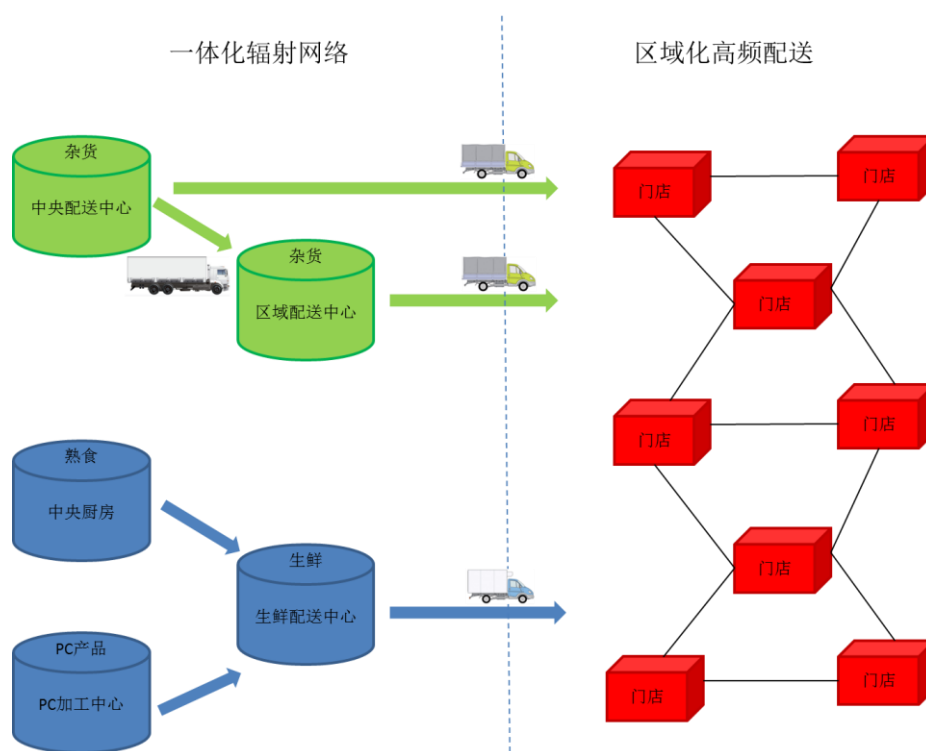 一体化辐射网络
区域化高频配送
杂货
中央配送中心
杂货
区域配送中心
熟食
中央厨房
生鲜
生鲜配送中心
PC产品
PC加工中心
门店
门店
门店
门店
门店
门店
门店
门店